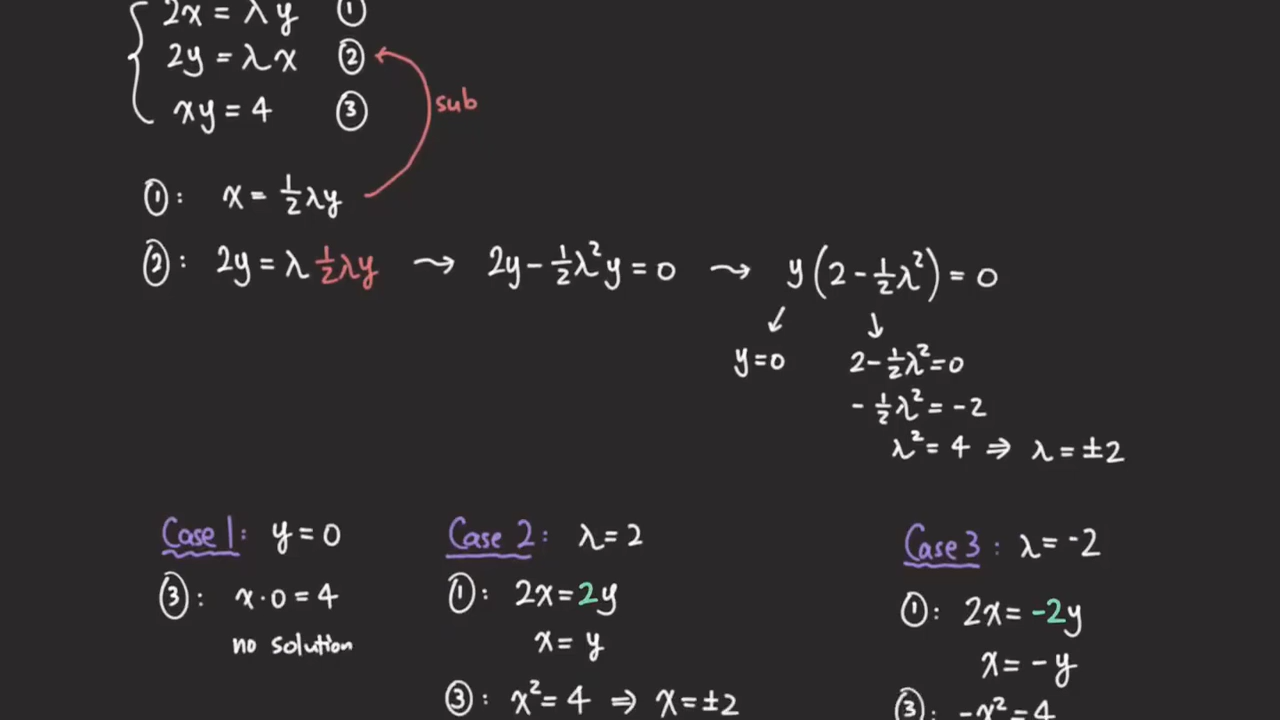 2x = λy ①
2y = λx ②
xy = 4 ③
sub
①: x = ½λy
②: 2y = λ ½λy ⇝ 2y - ½λ²y = 0 ⇝ y(2 - ½λ²) = 0
↙ ↓
y=0 2 - ½λ² = 0
- ½λ² = -2
λ² = 4 ⇒ λ = ±2
Case 1: y = 0
③: x · 0 = 4
no solution
Case 2: λ = 2
①: 2x = 2y
x = y
③: x² = 4 ⇒ x = ±2
Case 3: λ = -2
①: 2x = -2y
x = -y
③: -x² = 4